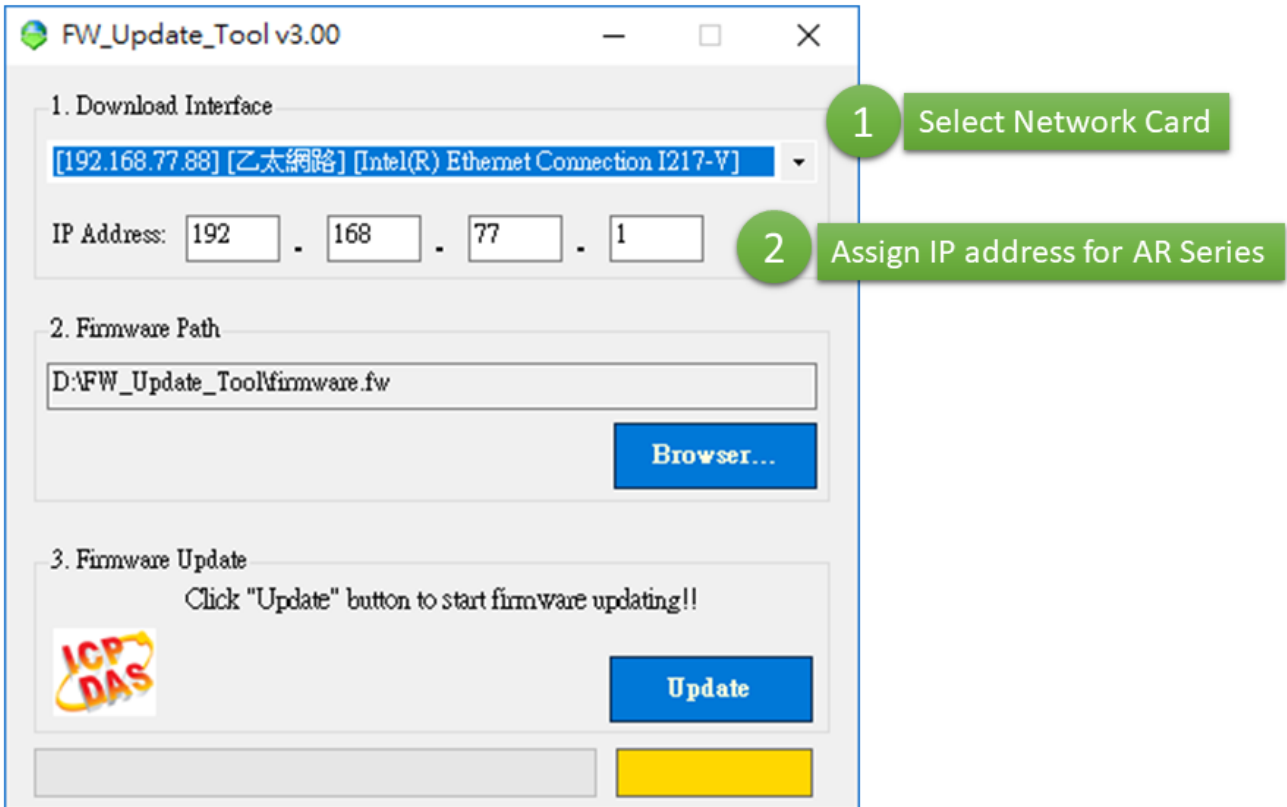 FW_Update_Tool v3.00
1. Download Interface
1 Select Network Card
[192.168.77.88] [乙太網路] [Intel(R) Ethernet Connection I217-V]
IP Address: 192 . 168 . 77 . 1
2 Assign IP address for AR Series
2. Firmware Path
D:\FW_Update_Tool\firmware.fw
Browser...
3. Firmware Update
Click "Update" button to start firmware updating!!
ICP
DAS
Update